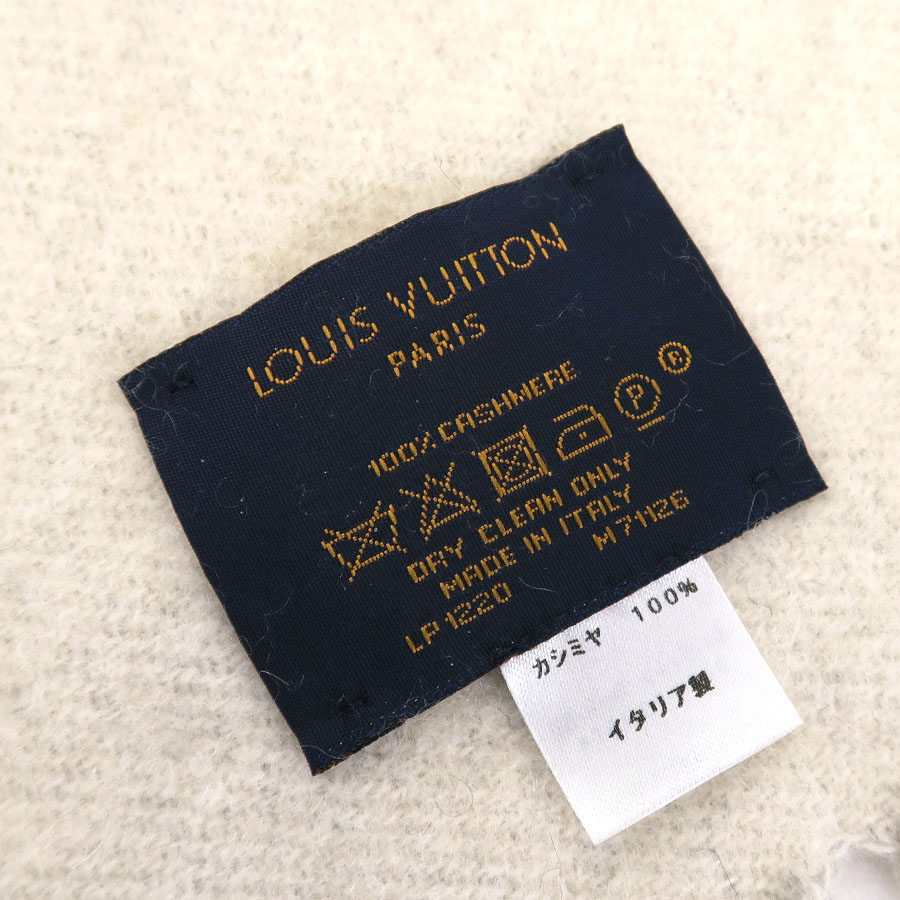 LOUIS VUITTON
PARIS
100% CASHMERE
P ®
DRY CLEAN ONLY
MADE IN ITALY
LP1220 M71126
カシミヤ 100%
イタリア製